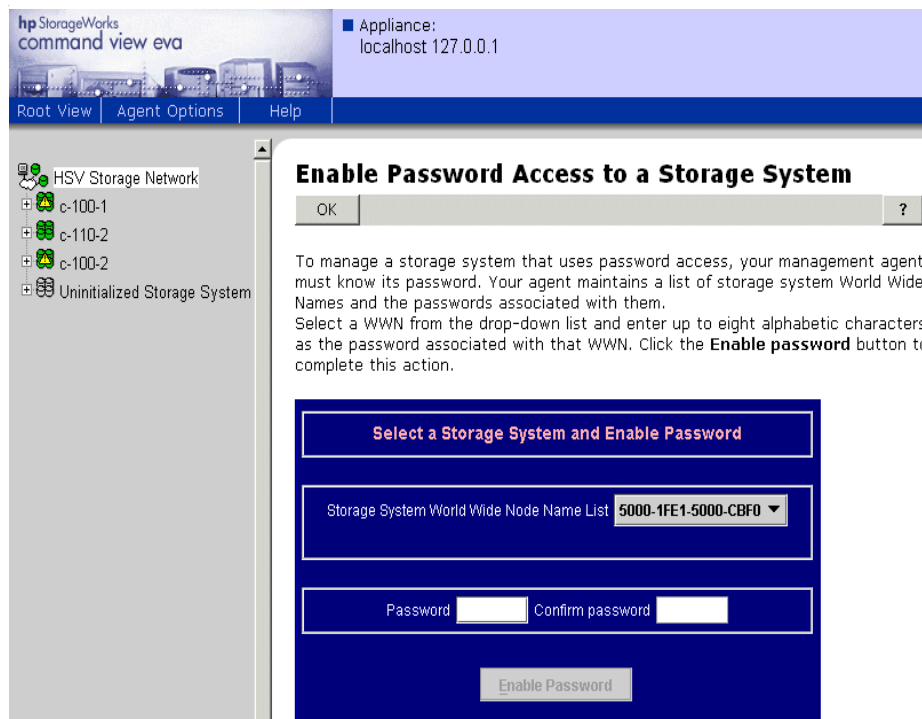 hp StorageWorks
command view eva
Appliance:
localhost 127.0.0.1
Root View Agent Options Help
HSV Storage Network
c-100-1
c-110-2
c-100-2
Uninitialized Storage System
Enable Password Access to a Storage System
OK ?
To manage a storage system that uses password access, your management agent
must know its password. Your agent maintains a list of storage system World Wide
Names and the passwords associated with them.
Select a WWN from the drop-down list and enter up to eight alphabetic characters
as the password associated with that WWN. Click the Enable password button to
complete this action.
Select a Storage System and Enable Password
Storage System World Wide Node Name List 5000-1FE1-5000-CBF0
Password Confirm password
Enable Password